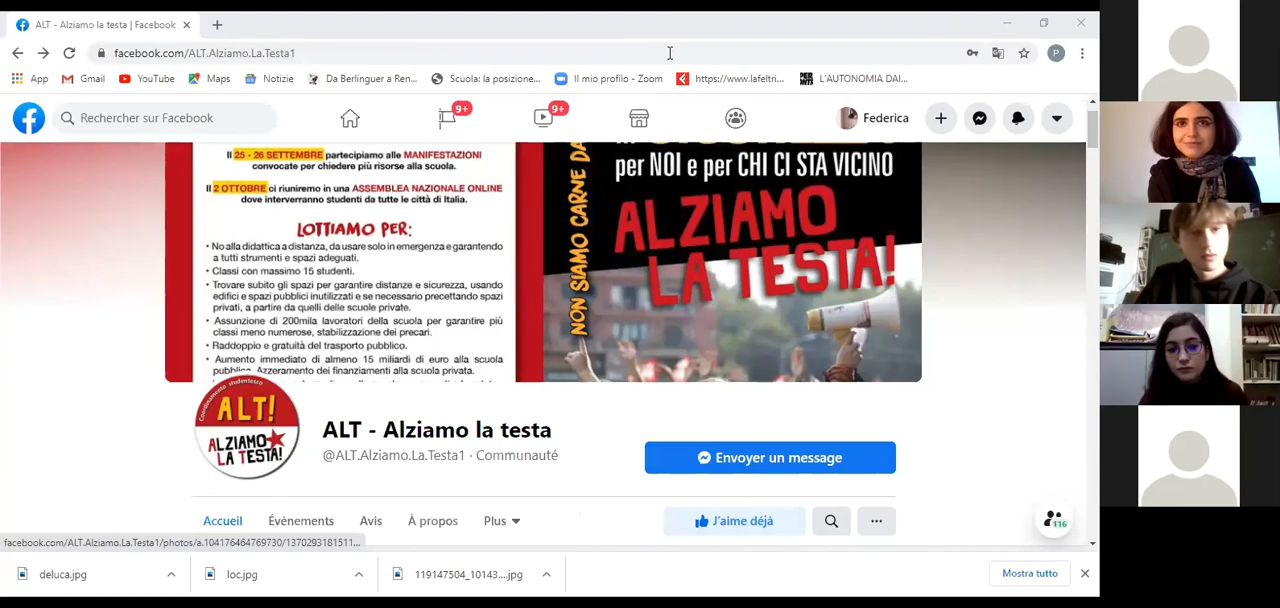 ALT - Alziamo la testa | Facebook
facebook.com/ALT.Alziamo.La.Testa1
App
Gmail
YouTube
Maps
Notizie
Da Berlinguer a Ren...
Scuola: la posizione...
Il mio profilo - Zoom
https://www.lafeltri...
L'AUTONOMIA DAI...
Rechercher sur Facebook
9+
9+
Federica
Il 25 - 26 SETTEMBRE partecipiamo alle MANIFESTAZIONI
convocate per chiedere più risorse alla scuola.
Il 2 OTTOBRE ci riuniremo in una ASSEMBLEA NAZIONALE ONLINE
dove interverranno studenti da tutte le città di Italia.
LOTTIAMO PER:
• No alla didattica a distanza, da usare solo in emergenza e garantendo
a tutti strumenti e spazi adeguati.
• Classi con massimo 15 studenti.
• Trovare subito gli spazi per garantire distanze e sicurezza, usando
edifici e spazi pubblici inutilizzati e se necessario precettando spazi
privati, a partire da quelli delle scuole private.
• Assunzione di 200mila lavoratori della scuola per garantire più
classi meno numerose, stabilizzazione dei precari.
• Raddoppio e gratuità del trasporto pubblico.
• Aumento immediato di almeno 15 miliardi di euro alla scuola
pubblica. Azzeramento dei finanziamenti alla scuola privata.
NON SIAMO CARNE DA
per NOI e per CHI CI STA VICINO
ALZIAMO
LA TESTA!
Coordinamento studentesco
ALT!
ALZIAMO
LA TESTA!
ALT - Alziamo la testa
@ALT.Alziamo.La.Testa1 · Communauté
Envoyer un message
Accueil
Évènements
Avis
À propos
Plus
J'aime déjà
116
facebook.com/ALT.Alziamo.La.Testa1/photos/a.104176464769730/1370293181511...
deluca.jpg
loc.jpg
119147504_10143....jpg
Mostra tutto